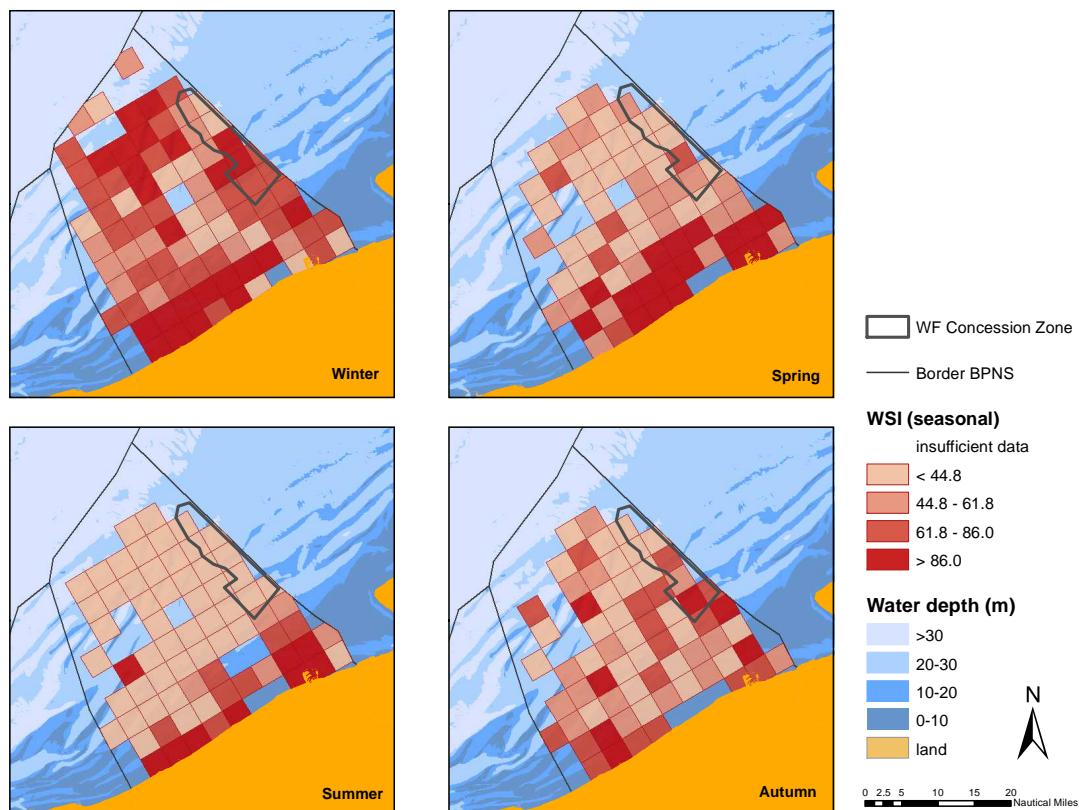 Winter
Spring
Summer
Autumn
WF Concession Zone
Border BPNS
WSI (seasonal)
insufficient data
< 44.8
44.8 - 61.8
61.8 - 86.0
> 86.0
Water depth (m)
>30
20-30
10-20
0-10
land
N
0 2.5 5 10 15 20
Nautical Miles